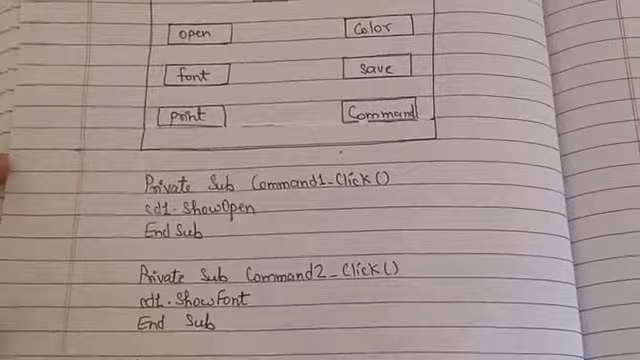 open Color
font save
print Command
Private Sub Command1_Click()
cd1.ShowOpen
End Sub
Private Sub Command2_Click()
cd1.ShowFont
End Sub